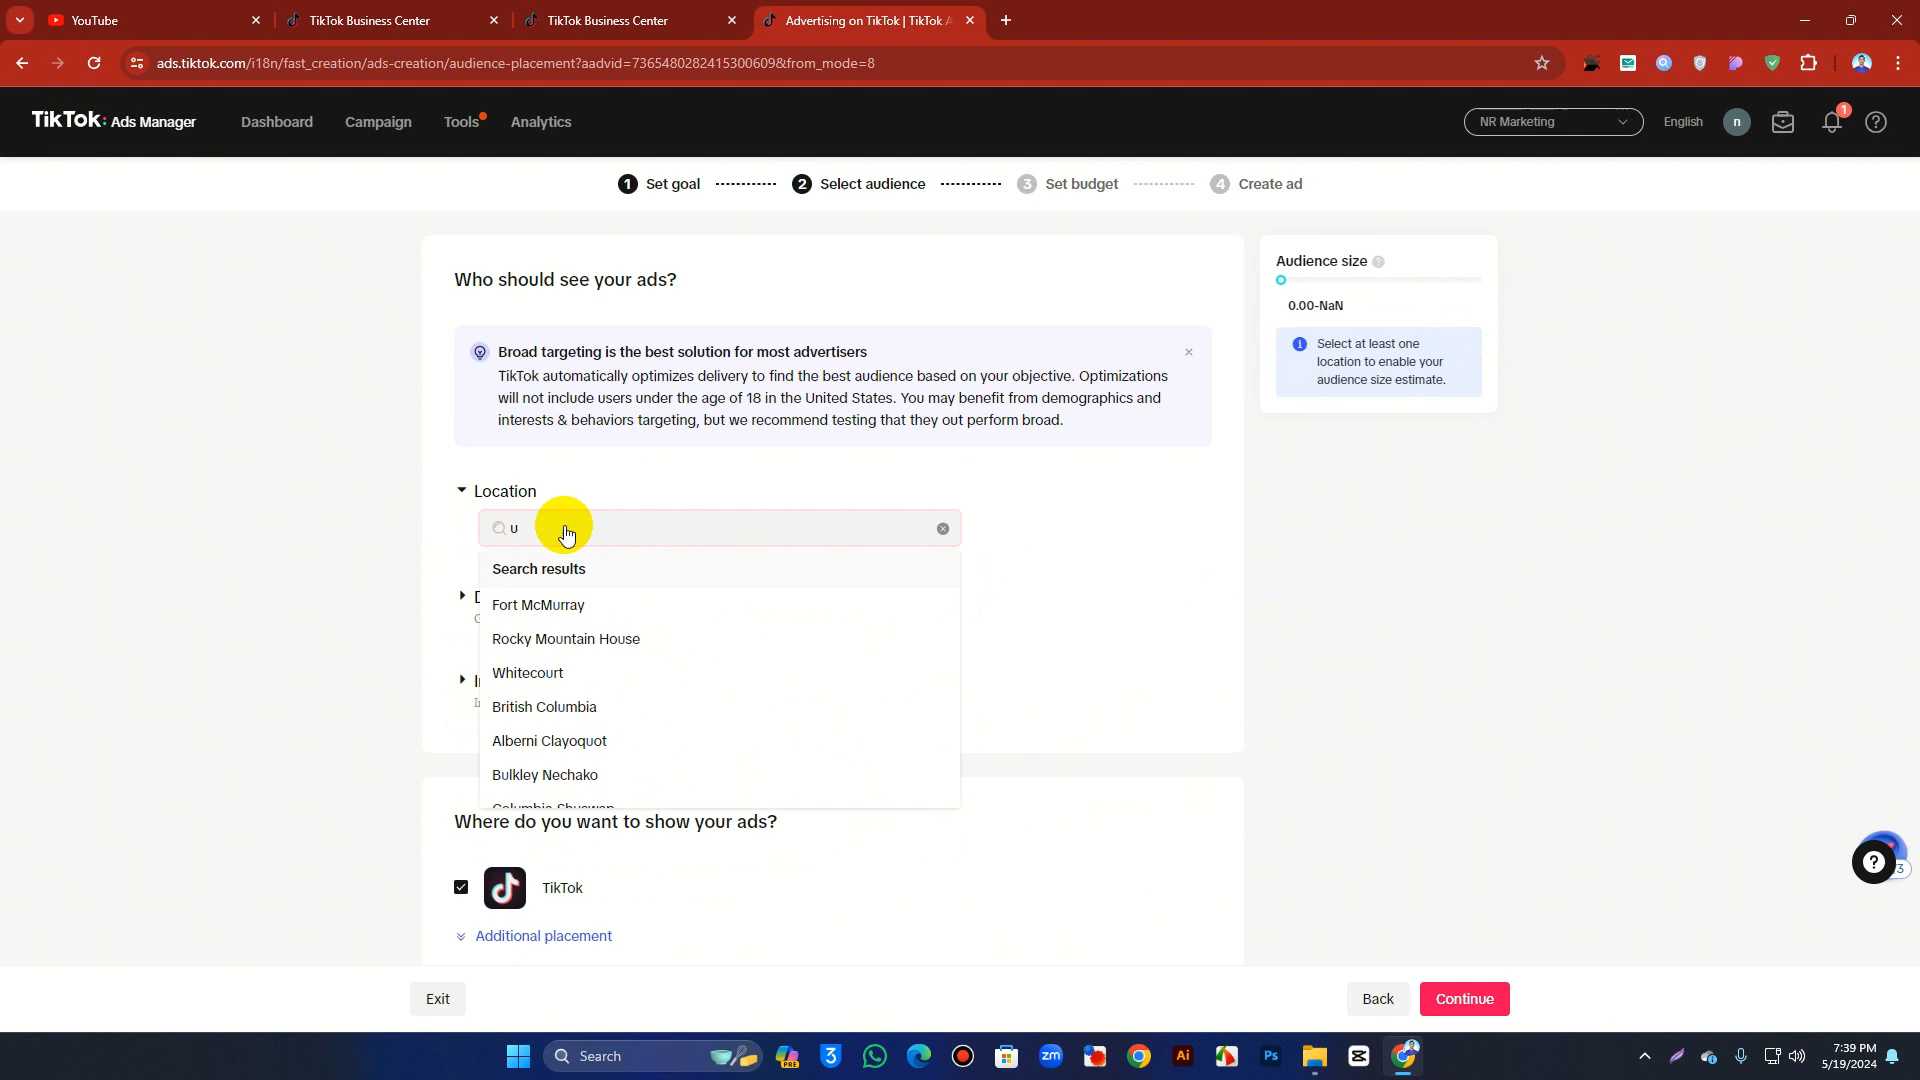 YouTube
TikTok Business Center
TikTok Business Center
Advertising on TikTok | TikTok A
ads.tiktok.com/i18n/fast_creation/ads-creation/audience-placement?aadvid=7365480282415300609&from_mode=8
TikTok: Ads Manager
Dashboard
Campaign
Tools
Analytics
NR Marketing
English
n
1
1 Set goal
2 Select audience
3 Set budget
4 Create ad
Who should see your ads?
Broad targeting is the best solution for most advertisers
TikTok automatically optimizes delivery to find the best audience based on your objective. Optimizations
will not include users under the age of 18 in the United States. You may benefit from demographics and
interests & behaviors targeting, but we recommend testing that they out perform broad.
Audience size
0.00-NaN
Select at least one
location to enable your
audience size estimate.
Location
U
Search results
Fort McMurray
Rocky Mountain House
Whitecourt
British Columbia
Alberni Clayoquot
Bulkley Nechako
Columbia Shuswap
Where do you want to show your ads?
TikTok
Additional placement
Exit
Back
Continue
Search
PRE
3
zm
Ai
Ps
7:39 PM
5/19/2024